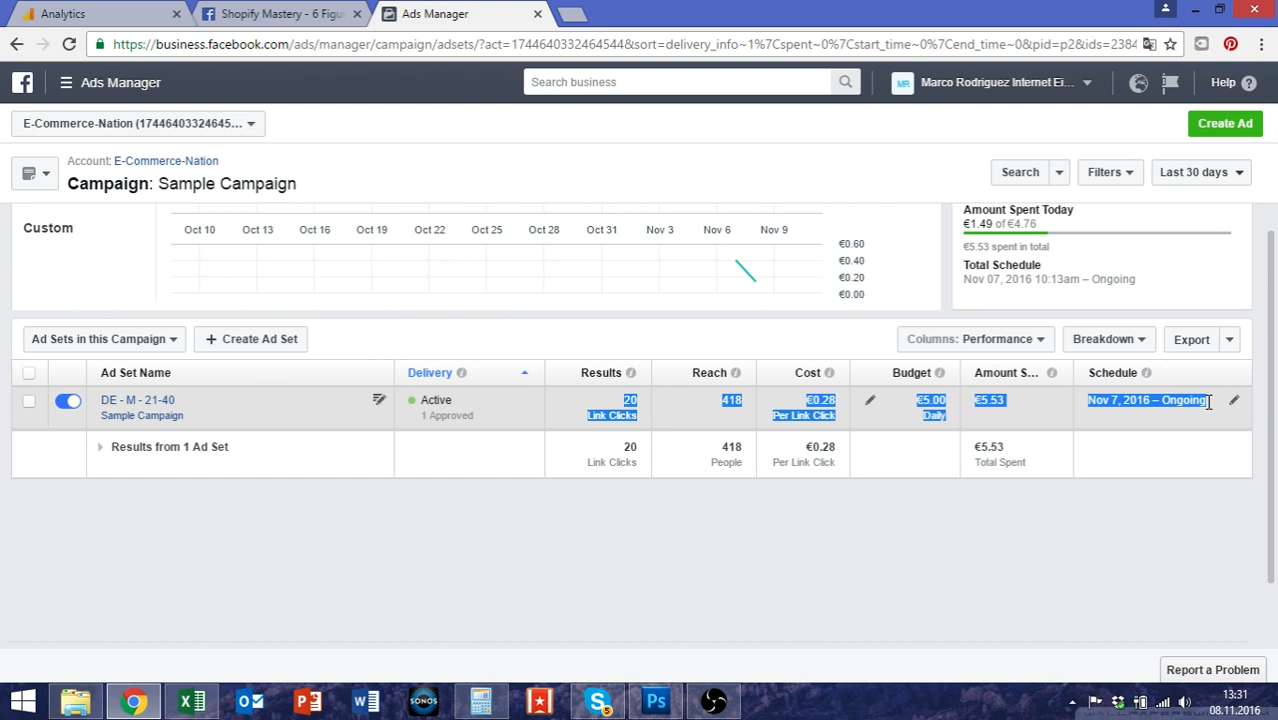 Analytics
Shopify Mastery - 6 Figu
Ads Manager
https://business.facebook.com/ads/manager/campaign/adsets/?act=1744640332464544&sort=delivery_info~1%7Cspent~0%7Cstart_time~0%7Cend_time~0&pid=p2&ids=2384
Ads Manager
Search business
MR
Marco Rodriguez Internet Ei...
Help
E-Commerce-Nation (17446403324645...
Create Ad
Account: E-Commerce-Nation
Campaign: Sample Campaign
Search
Filters
Last 30 days
Custom
Oct 10 Oct 13 Oct 16 Oct 19 Oct 22 Oct 25 Oct 28 Oct 31 Nov 3 Nov 6 Nov 9
€0.60
€0.40
€0.20
€0.00
Amount Spent Today
€1.49 of €4.76
€5.53 spent in total
Total Schedule
Nov 07, 2016 10:13am – Ongoing
Ad Sets in this Campaign
+ Create Ad Set
Columns: Performance
Breakdown
Export
Ad Set Name Delivery Results Reach Cost Budget Amount S... Schedule
DE - M - 21-40 Active 20 418 €0.28 €5.00 €5.53 Nov 7, 2016 – Ongoing
Sample Campaign 1 Approved Link Clicks Per Link Click Daily
Results from 1 Ad Set 20 418 €0.28 €5.53
Link Clicks People Per Link Click Total Spent
Report a Problem
SONOS
5
13:31
08.11.2016